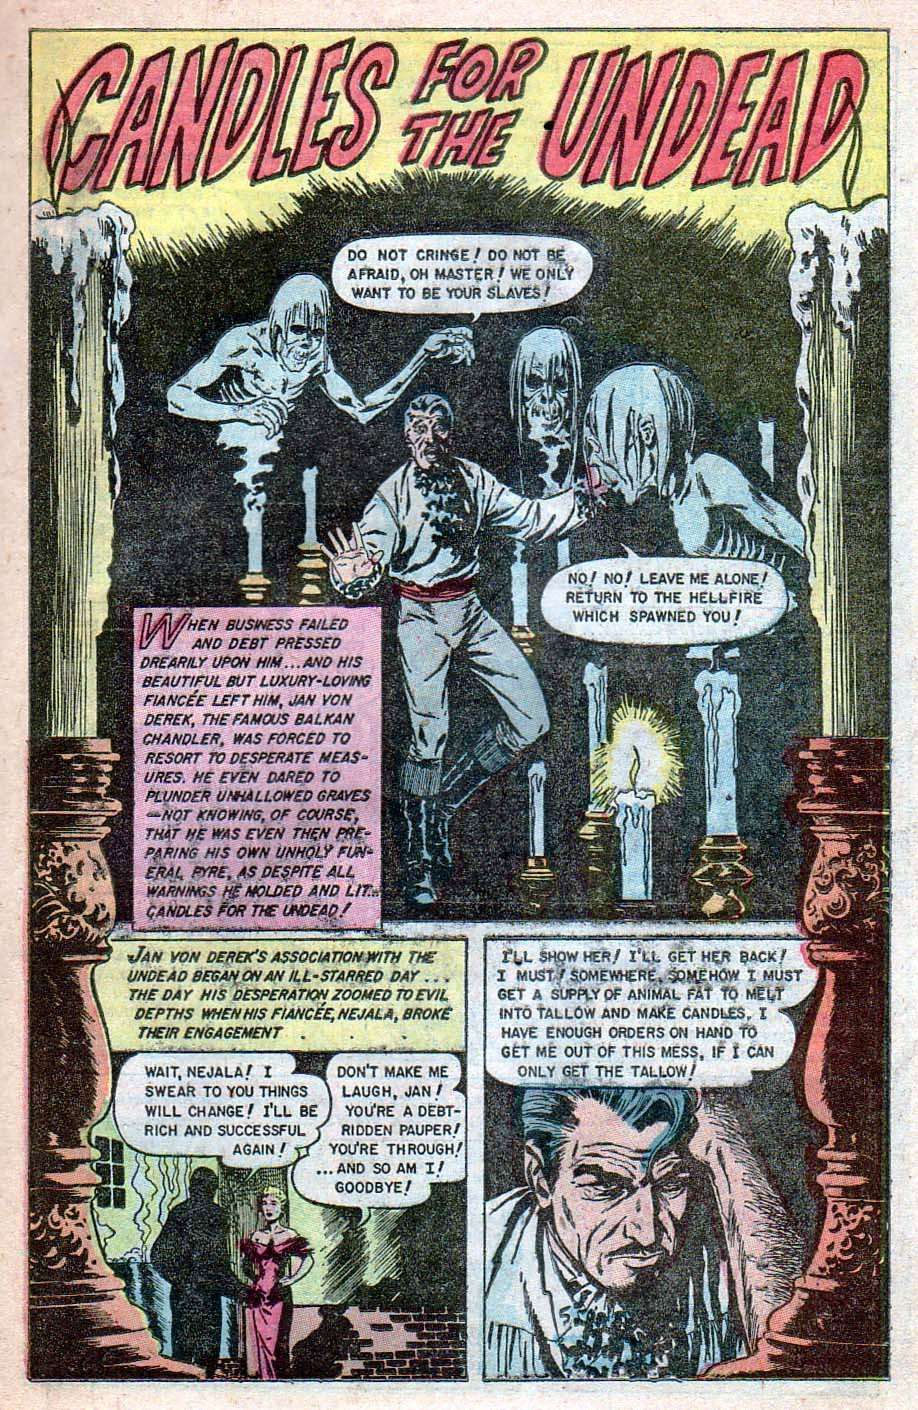 CANDLES FOR THE UNDEAD
DO NOT CRINGE! DO NOT BE
AFRAID, OH MASTER! WE ONLY
WANT TO BE YOUR SLAVES!
NO! NO! LEAVE ME ALONE!
RETURN TO THE HELLFIRE
WHICH SPAWNED YOU!
WHEN BUSINESS FAILED
AND DEBT PRESSED
DREARILY UPON HIM...AND HIS
BEAUTIFUL BUT LUXURY-LOVING
FIANCÉE LEFT HIM, JAN VON
DEREK, THE FAMOUS BALKAN
CHANDLER, WAS FORCED TO
RESORT TO DESPERATE MEAS-
URES. HE EVEN DARED TO
PLUNDER UNHALLOWED GRAVES
—NOT KNOWING, OF COURSE,
THAT HE WAS EVEN THEN PRE-
PARING HIS OWN UNHOLY FUN-
ERAL PYRE, AS DESPITE ALL
WARNINGS HE MOLDED AND LIT...
CANDLES FOR THE UNDEAD!
JAN VON DEREK'S ASSOCIATION WITH THE
UNDEAD BEGAN ON AN ILL-STARRED DAY...
THE DAY HIS DESPERATION ZOOMED TO EVIL
DEPTHS WHEN HIS FIANCÉE, NEJALA, BROKE
THEIR ENGAGEMENT . . .
WAIT, NEJALA! I
SWEAR TO YOU THINGS
WILL CHANGE! I'LL BE
RICH AND SUCCESSFUL
AGAIN!
DON'T MAKE ME
LAUGH, JAN!
YOU'RE A DEBT-
RIDDEN PAUPER!
YOU'RE THROUGH!
...AND SO AM I!
GOODBYE!
I'LL SHOW HER! I'LL GET HER BACK!
I MUST! SOMEWHERE, SOMEHOW I MUST
GET A SUPPLY OF ANIMAL FAT TO MELT
INTO TALLOW AND MAKE CANDLES. I
HAVE ENOUGH ORDERS ON HAND TO
GET ME OUT OF THIS MESS, IF I CAN
ONLY GET THE TALLOW!